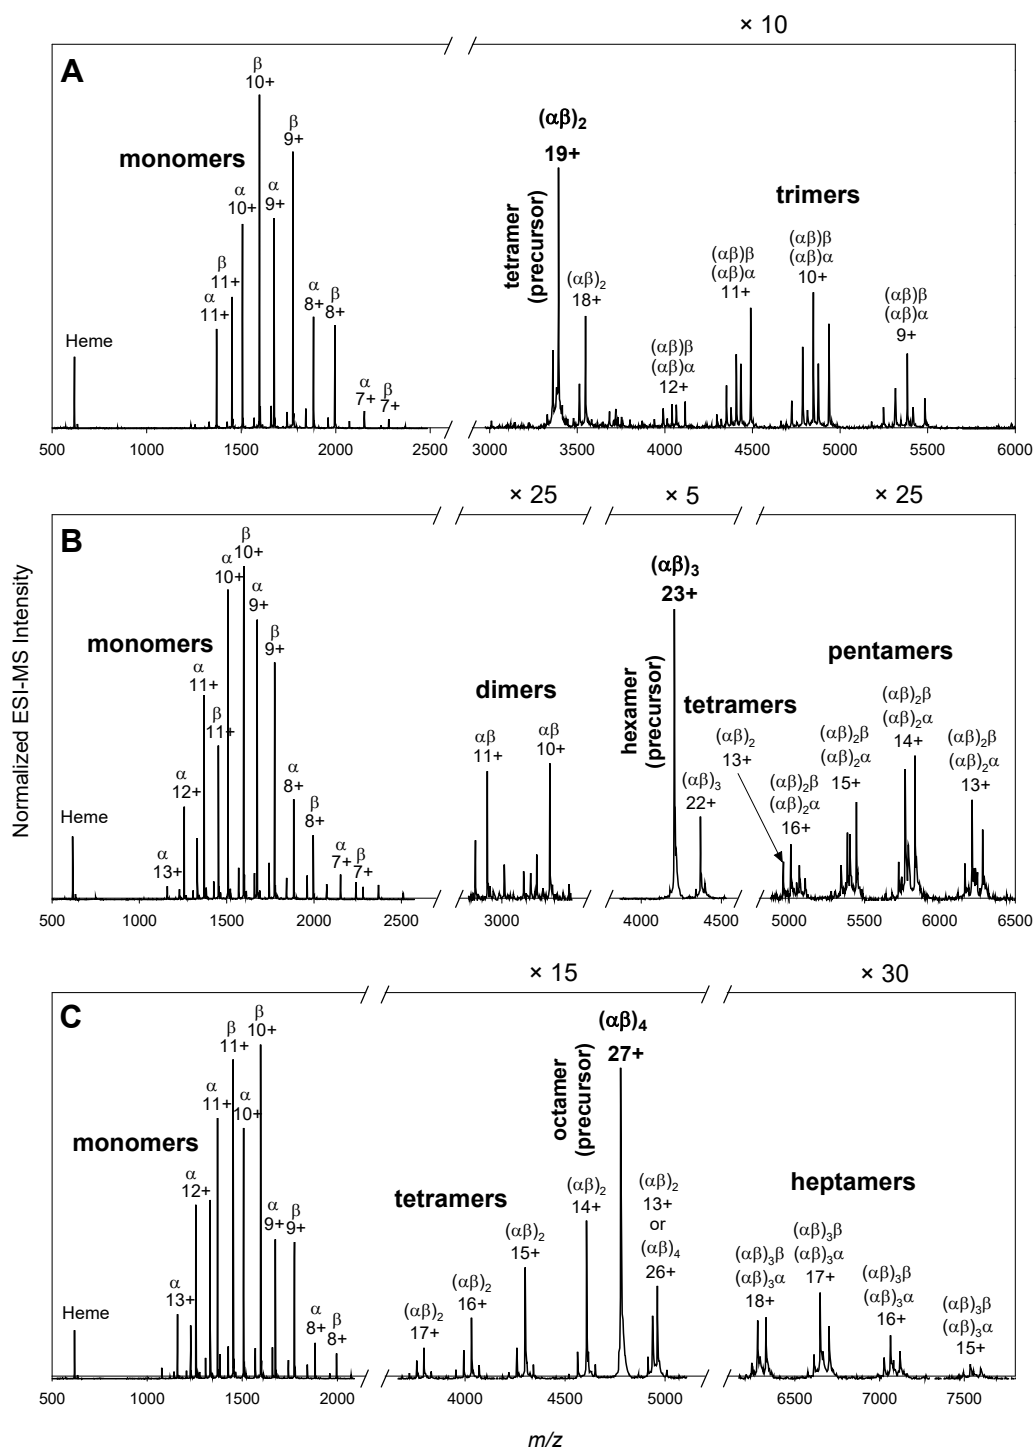 × 10
A
monomers
Heme
α
11+
β
11+
α
10+
β
10+
α
9+
β
9+
α
8+
β
8+
α
7+
β
7+
tetramer
(precursor)
(αβ)2
19+
(αβ)2
18+
trimers
(αβ)β
(αβ)α
12+
(αβ)β
(αβ)α
11+
(αβ)β
(αβ)α
10+
(αβ)β
(αβ)α
9+
500 1000 1500 2000 2500 3000 3500 4000 4500 5000 5500 6000
× 25 × 5 × 25
B
monomers
Heme
α
13+
α
12+
α
11+
β
11+
α
10+
β
10+
α
9+
β
9+
α
8+
β
8+
α
7+
β
7+
dimers
αβ
11+
αβ
10+
hexamer
(precursor)
(αβ)3
23+
(αβ)3
22+
tetramers
(αβ)2
13+
pentamers
(αβ)2β
(αβ)2α
16+
(αβ)2β
(αβ)2α
15+
(αβ)2β
(αβ)2α
14+
(αβ)2β
(αβ)2α
13+
500 1000 1500 2000 2500 3000 4000 4500 5000 5500 6000 6500
Normalized ESI-MS Intensity
× 15 × 30
C
monomers
Heme
α
13+
α
12+
α
11+
β
11+
α
10+
β
10+
α
9+
β
9+
α
8+
β
8+
tetramers
(αβ)2
17+
(αβ)2
16+
(αβ)2
15+
(αβ)2
14+
octamer
(precursor)
(αβ)4
27+
(αβ)2
13+
or
(αβ)4
26+
heptamers
(αβ)3β
(αβ)3α
18+
(αβ)3β
(αβ)3α
17+
(αβ)3β
(αβ)3α
16+
(αβ)3β
(αβ)3α
15+
500 1000 1500 2000 4000 4500 5000 6500 7000 7500
m/z